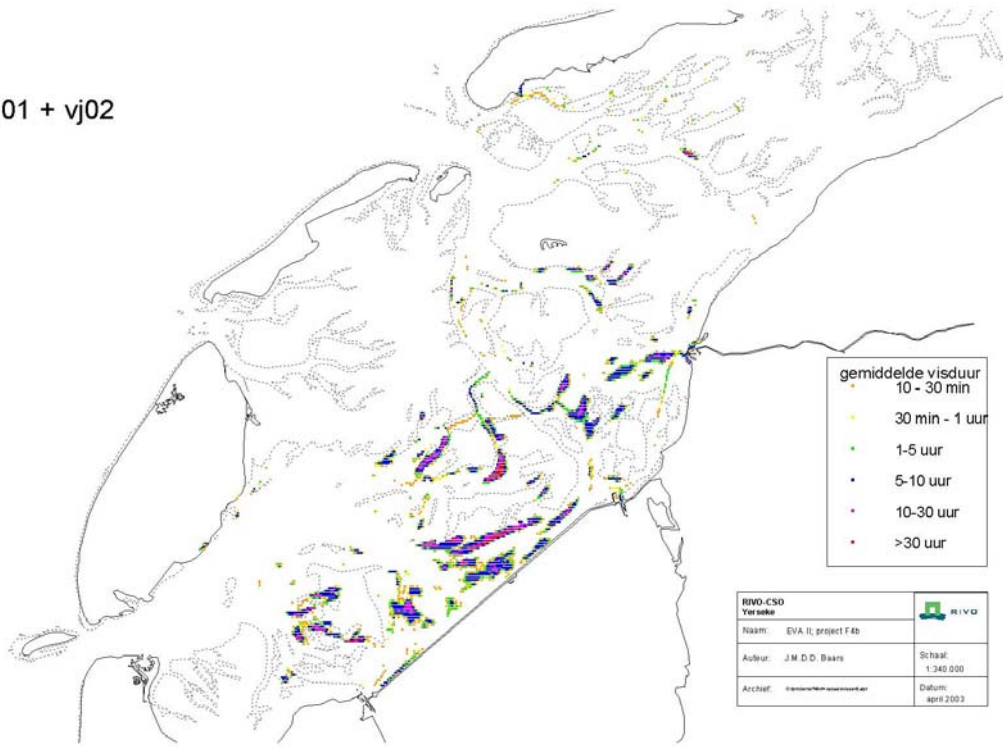 01 + vj02
gemiddelde visduur
10 - 30 min
30 min - 1 uur
1-5 uur
5-10 uur
10-30 uur
>30 uur
RIVO-CSO
Yerseke
RIVO
Naam: EVA II; project F4b
Auteur: J.M.D.D. Baars
Schaal:
1:340.000
Archief:
Datum:
april 2003